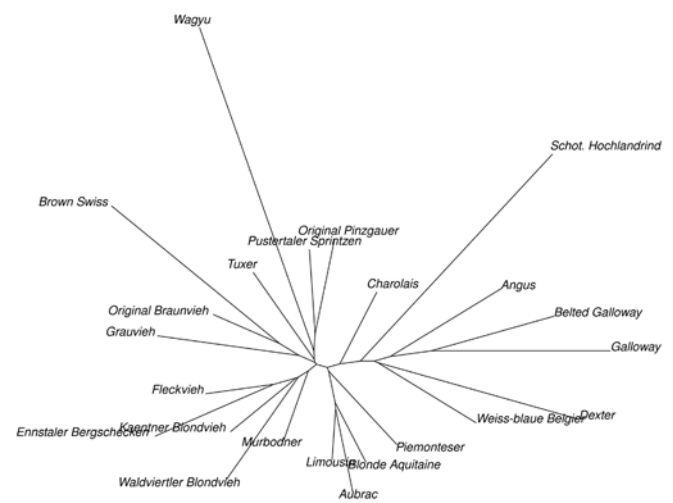 Wagyu
Schot. Hochlandrind
Brown Swiss
Original Pinzgauer
Pustertaler Sprintzen
Tuxer
Charolais
Angus
Original Braunvieh
Belted Galloway
Grauvieh
Galloway
Fleckvieh
Weiss-blaue Belgier
Dexter
Ennstaler Bergschecken
Kaerntner Blondvieh
Murbodner
Piemonteser
Limousin
Blonde Aquitaine
Waldviertler Blondvieh
Aubrac